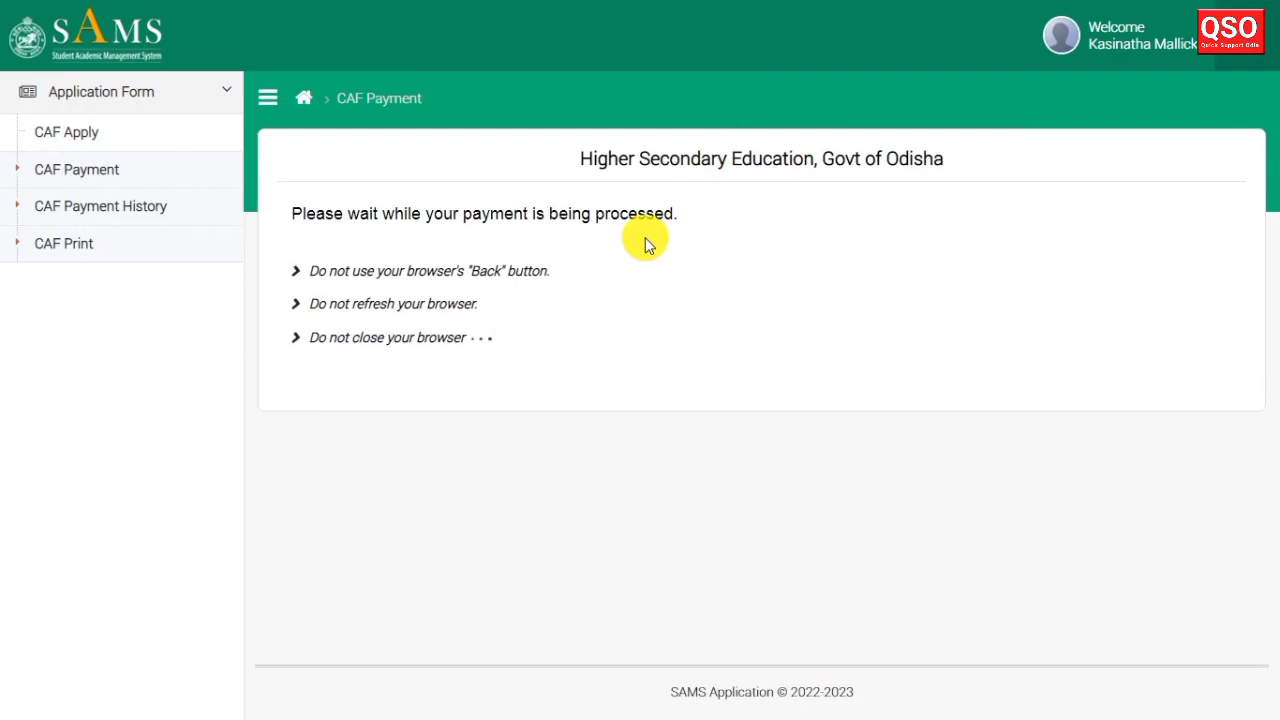 SAMS
Student Academic Management System
Welcome
Kasinatha Mallick
QSO
Quick Support Odia
Application Form
CAF Apply
CAF Payment
CAF Payment History
CAF Print
› CAF Payment
Higher Secondary Education, Govt of Odisha
Please wait while your payment is being processed.
Do not use your browser's "Back" button.
Do not refresh your browser.
Do not close your browser ...
SAMS Application © 2022-2023